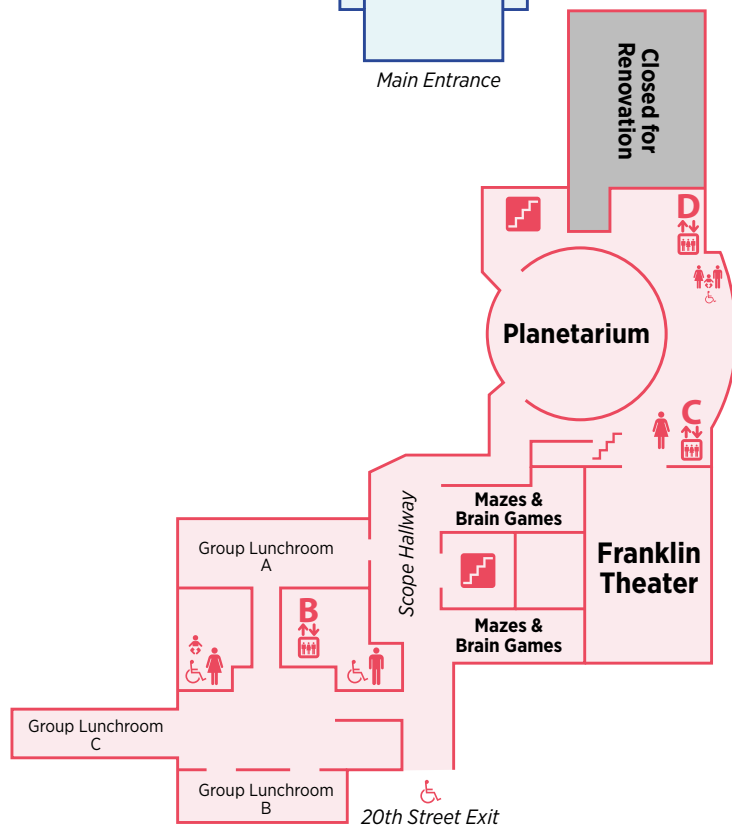 Main Entrance
Closed for
Renovation
D
Planetarium
C
Mazes &
Brain Games
Scope Hallway
Group Lunchroom
A
Franklin
Theater
B
Mazes &
Brain Games
Group Lunchroom
C
Group Lunchroom
B
20th Street Exit